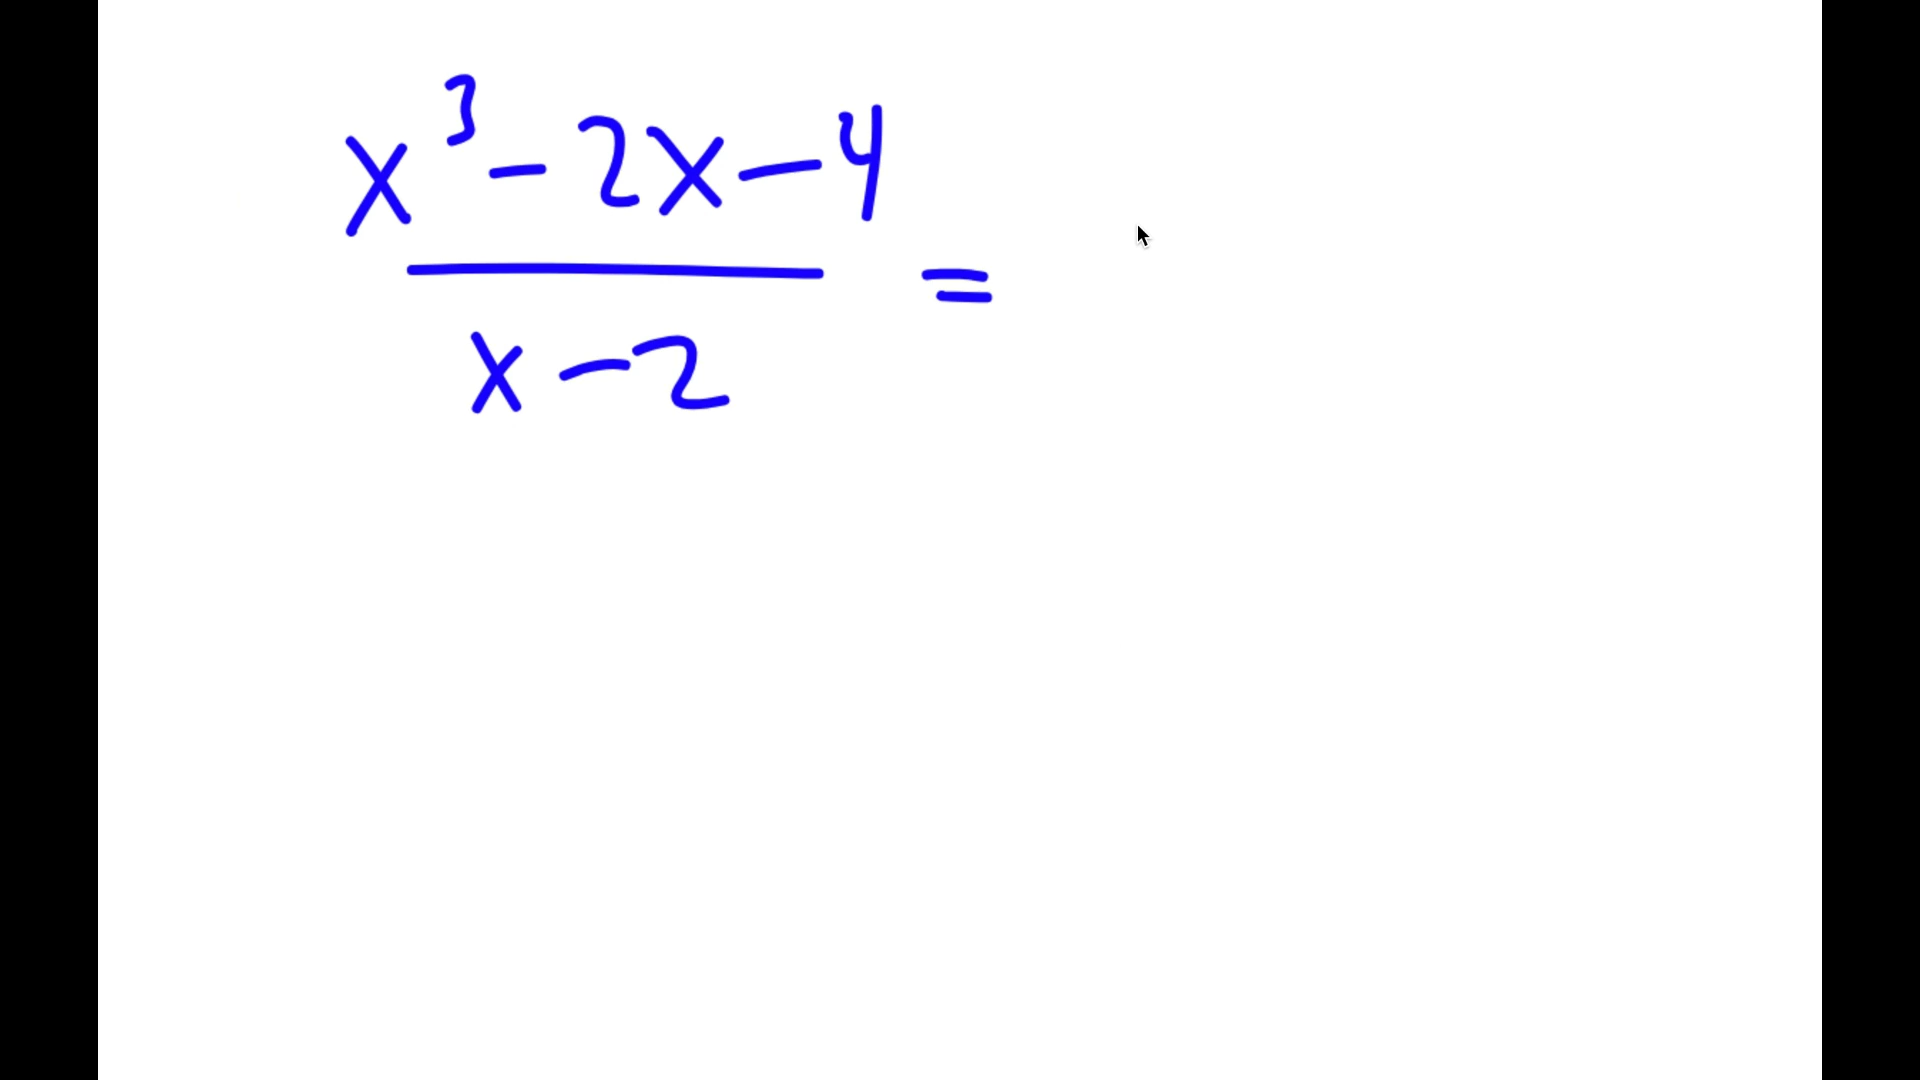 x³ - 2x - 4
=
x - 2